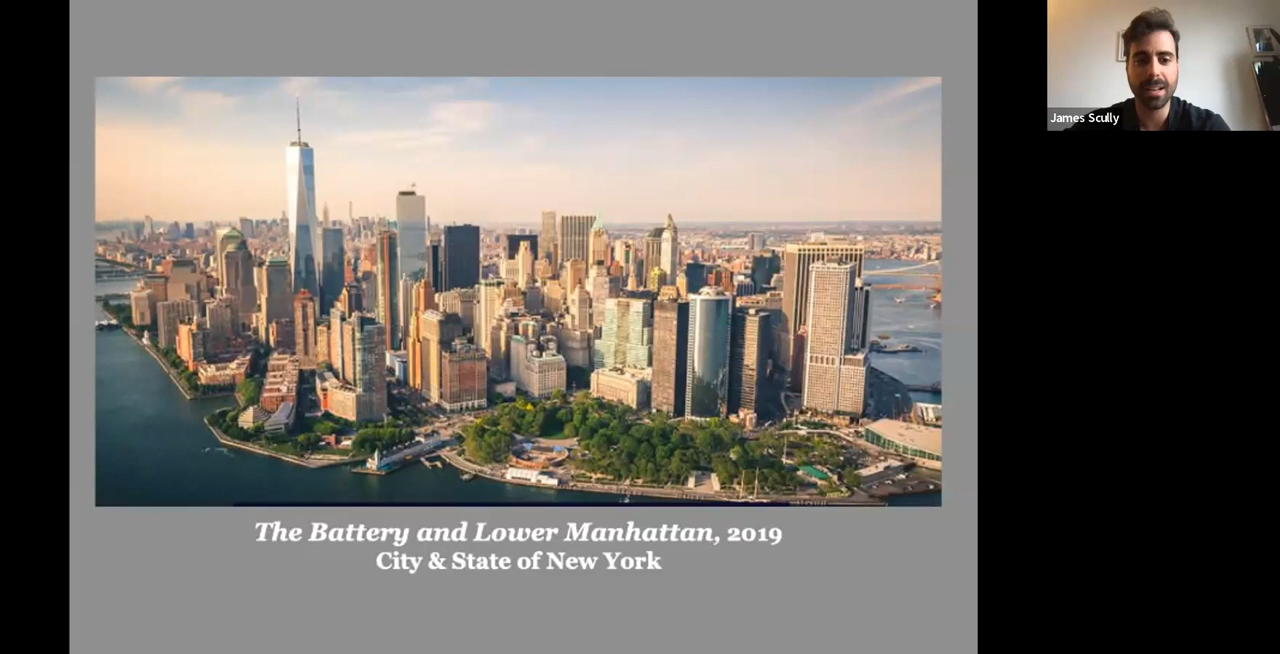 James Scully
The Battery and Lower Manhattan, 2019
City & State of New York